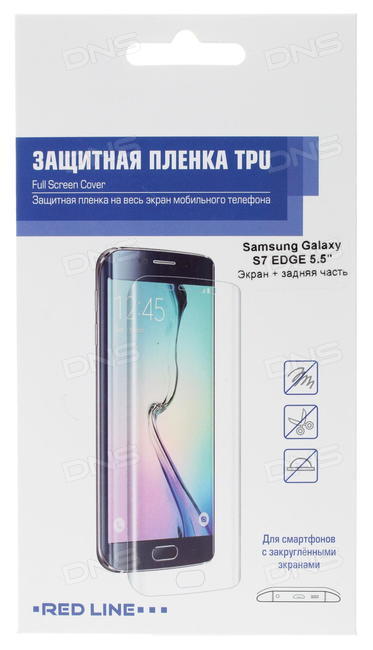 ЗАЩИТНАЯ ПЛЕНКА TPU
Full Screen Cover
Защитная пленка на весь экран мобильного телефона
Samsung Galaxy
S7 EDGE 5.5"
Экран + задняя часть
12:45
Для смартфонов
с закруглёнными
экранами
RED LINE
DNS